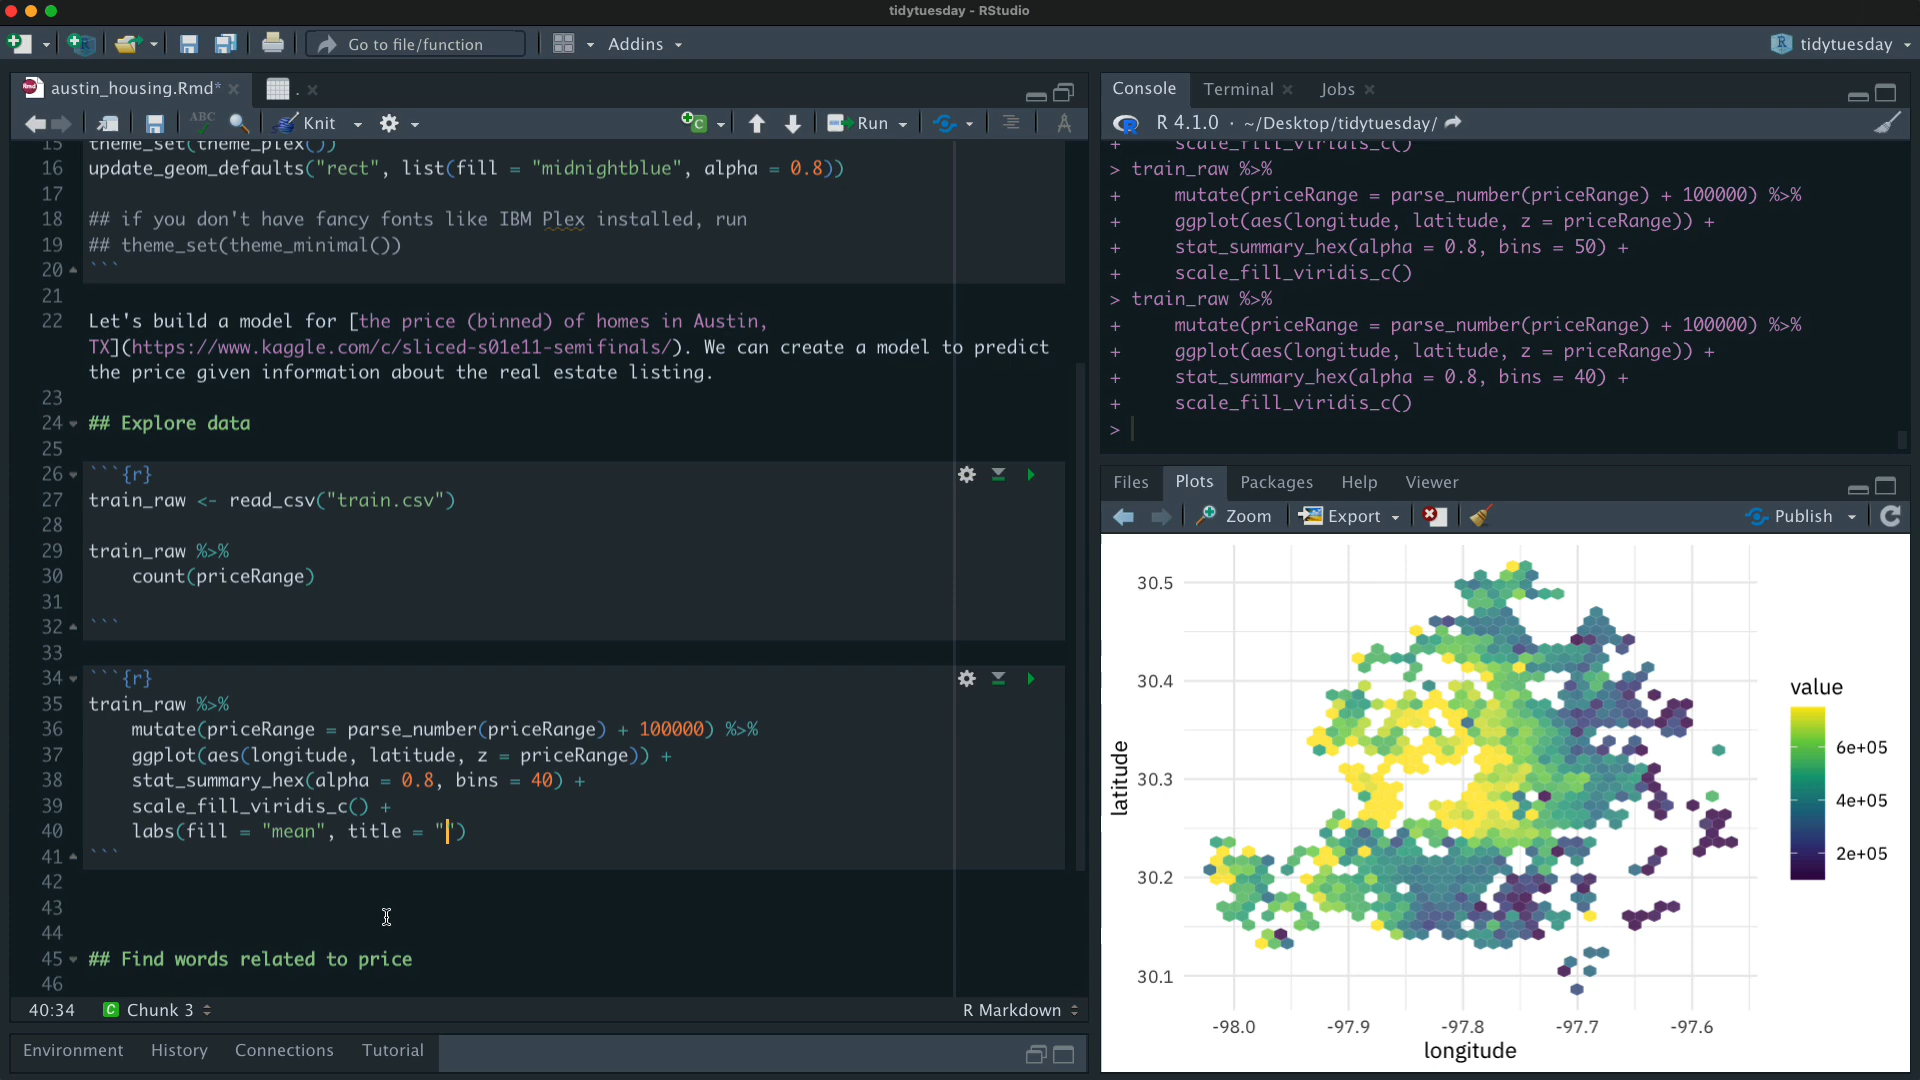 tidytuesday - RStudio
Go to file/function
Addins
tidytuesday
austin_housing.Rmd*
.
ABC
Knit
Run
15 theme_set(theme_plex())
16 update_geom_defaults("rect", list(fill = "midnightblue", alpha = 0.8))
17
18 ## if you don't have fancy fonts like IBM Plex installed, run
19 ## theme_set(theme_minimal())
20 ```
21
22 Let's build a model for [the price (binned) of homes in Austin,
TX](https://www.kaggle.com/c/sliced-s01e11-semifinals/). We can create a model to predict
the price given information about the real estate listing.
23
24 ## Explore data
25
26 ```{r}
27 train_raw <- read_csv("train.csv")
28
29 train_raw %>%
30 count(priceRange)
31
32 ```
33
34 ```{r}
35 train_raw %>%
36 mutate(priceRange = parse_number(priceRange) + 100000) %>%
37 ggplot(aes(longitude, latitude, z = priceRange)) +
38 stat_summary_hex(alpha = 0.8, bins = 40) +
39 scale_fill_viridis_c() +
40 labs(fill = "mean", title = "")
41 ```
42
43
44
45 ## Find words related to price
46
40:34
C Chunk 3
R Markdown
Environment
History
Connections
Tutorial
Console
Terminal
Jobs
R 4.1.0 · ~/Desktop/tidytuesday/
+ scale_fill_viridis_c()
> train_raw %>%
+ mutate(priceRange = parse_number(priceRange) + 100000) %>%
+ ggplot(aes(longitude, latitude, z = priceRange)) +
+ stat_summary_hex(alpha = 0.8, bins = 50) +
+ scale_fill_viridis_c()
> train_raw %>%
+ mutate(priceRange = parse_number(priceRange) + 100000) %>%
+ ggplot(aes(longitude, latitude, z = priceRange)) +
+ stat_summary_hex(alpha = 0.8, bins = 40) +
+ scale_fill_viridis_c()
>
Files
Plots
Packages
Help
Viewer
Zoom
Export
Publish
30.5
30.4
30.3
30.2
30.1
latitude
-98.0
-97.9
-97.8
-97.7
-97.6
longitude
value
6e+05
4e+05
2e+05